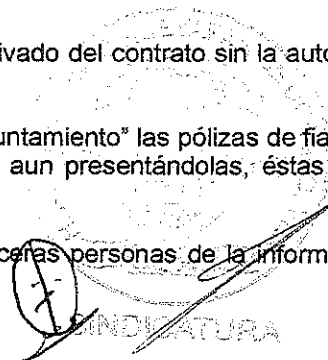 ivado del contrato sin la auto
untamiento” las pólizas de fia
aun presentándolas, éstas
ceras personas de la inform
SINDICATURA